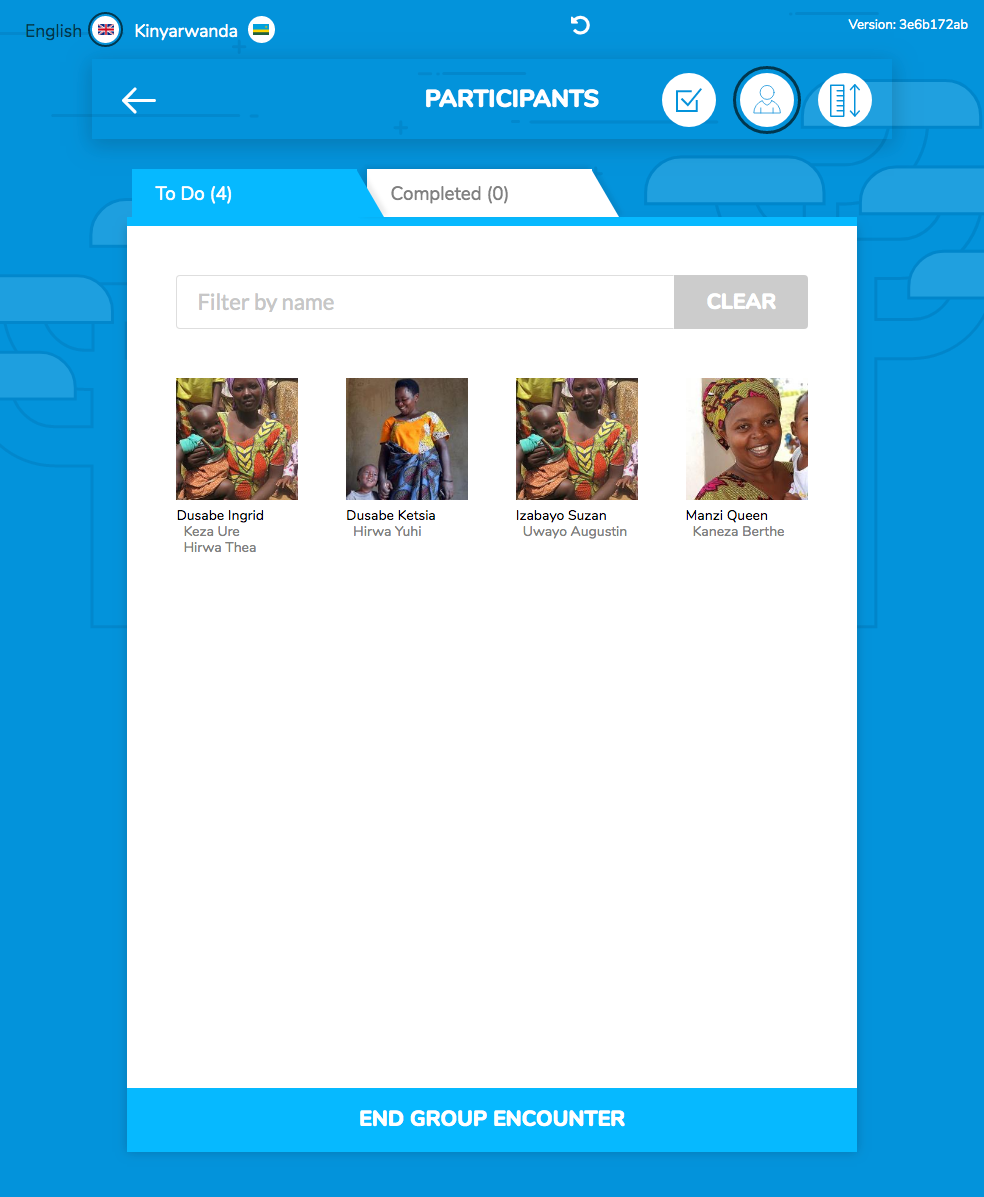 English Kinyarwanda Version: 3e6b172ab
PARTICIPANTS
To Do (4) Completed (0)
Filter by name CLEAR
Dusabe Ingrid
Keza Ure
Hirwa Thea
Dusabe Ketsia
Hirwa Yuhi
Izabayo Suzan
Uwayo Augustin
Manzi Queen
Kaneza Berthe
END GROUP ENCOUNTER